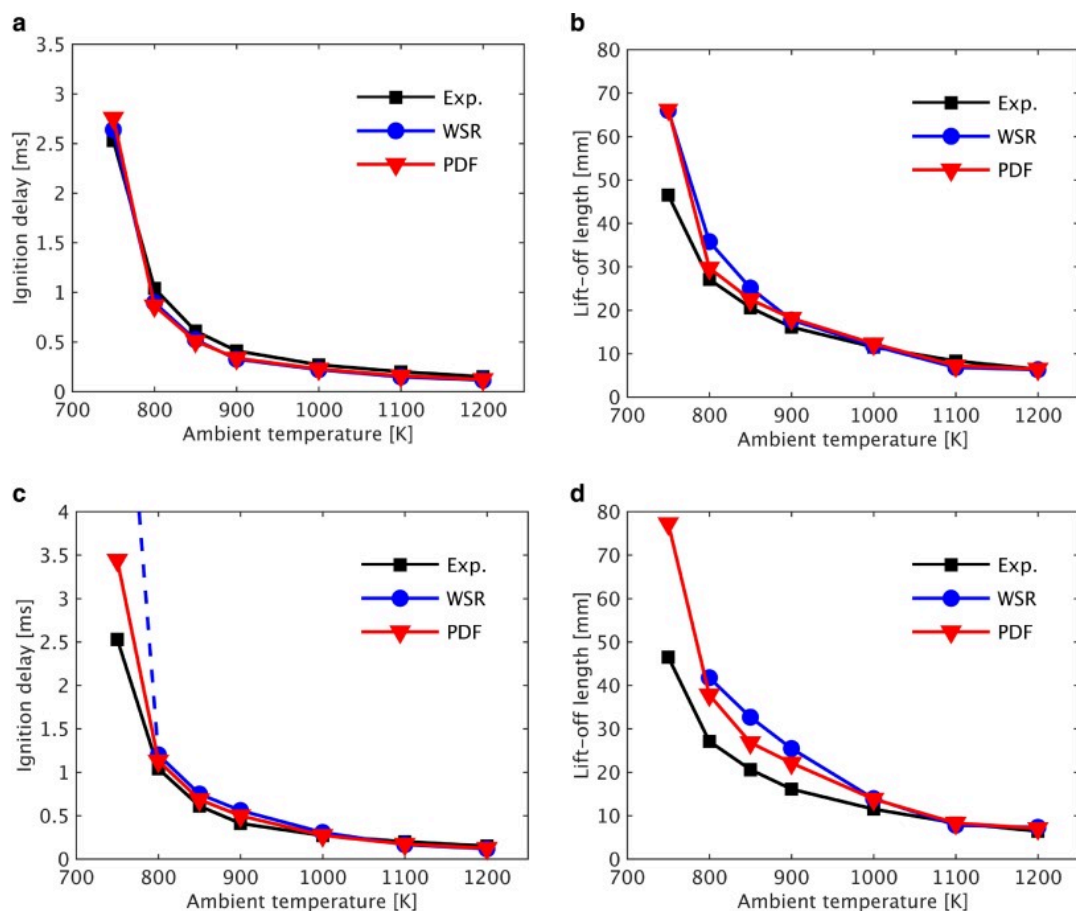 a
3.5
3
2.5
2
1.5
1
0.5
0
Ignition delay [ms]
Exp.
WSR
PDF
700 800 900 1000 1100 1200
Ambient temperature [K]
b
80
70
60
50
40
30
20
10
0
Lift-off length [mm]
Exp.
WSR
PDF
700 800 900 1000 1100 1200
Ambient temperature [K]
c
4
3.5
3
2.5
2
1.5
1
0.5
0
Ignition delay [ms]
Exp.
WSR
PDF
700 800 900 1000 1100 1200
Ambient temperature [K]
d
80
70
60
50
40
30
20
10
0
Lift-off length [mm]
Exp.
WSR
PDF
700 800 900 1000 1100 1200
Ambient temperature [K]